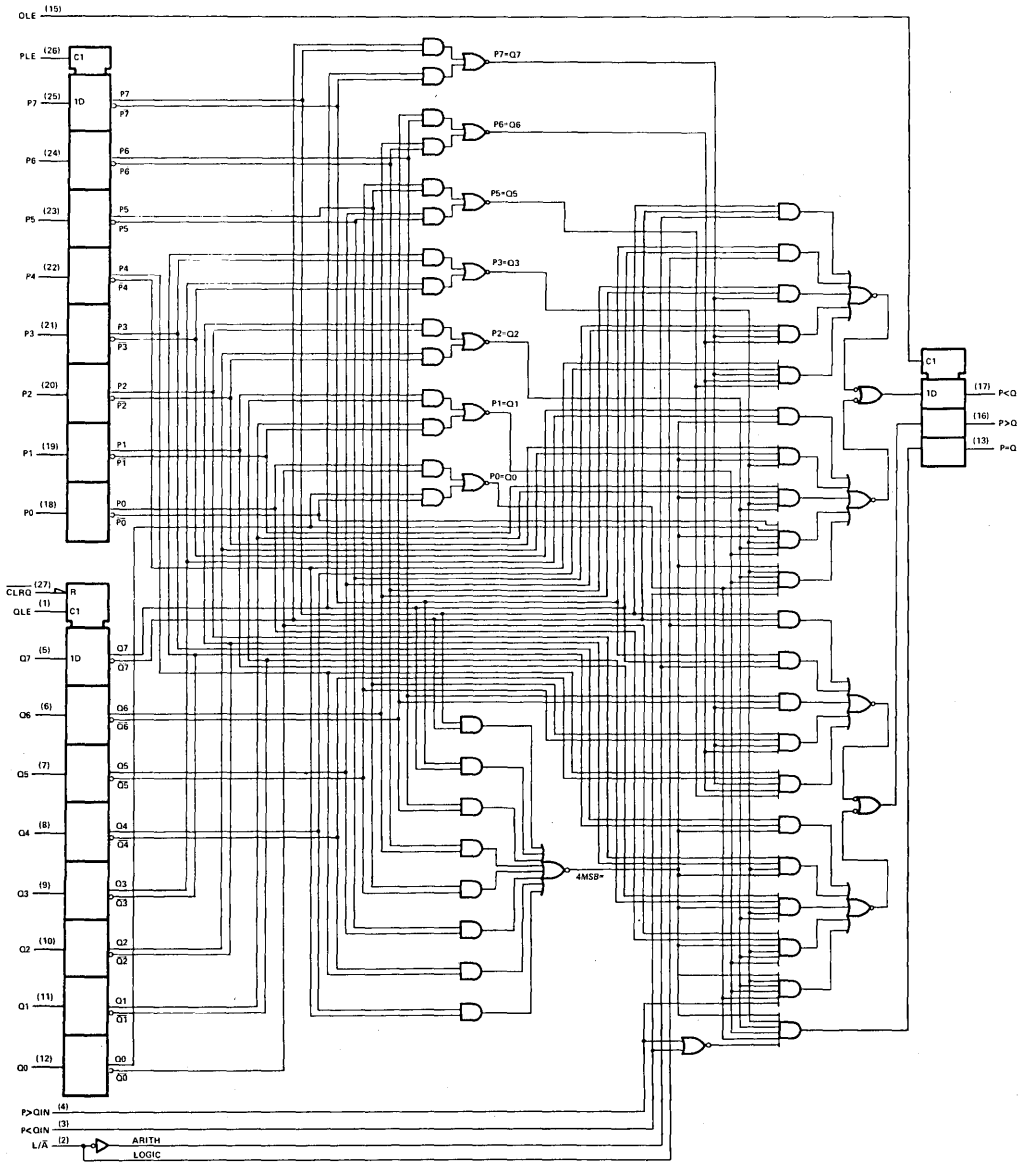 OLE (15)
PLE (26) C1
P7 (25) 1D P7 P7=Q7
P7
P6 (24) P6 P6=Q6
P6
P5 (23) P5 P5=Q5
P5
P4 (22) P4
P4
P3=Q3
P3 (21) P3
P3
P2=Q2
P2 (20) P2
P2
P1=Q1
P1 (19) P1
P1
P0=Q0
P0 (18) P0
P0
C1
1D (17) P<Q
(16) P>Q
(13) P=Q
CLRQ (27) R
QLE (1) C1
Q7 (5) 1D Q7
Q7
Q6 (6) Q6
Q6
Q5 (7) Q5
Q5
Q4 (8) Q4
Q4
4MSB=
Q3 (9) Q3
Q3
Q2 (10) Q2
Q2
Q1 (11) Q1
Q1
Q0 (12) Q0
Q0
P>QIN (4)
P<QIN (3)
L/A̅ (2) ARITH
LOGIC